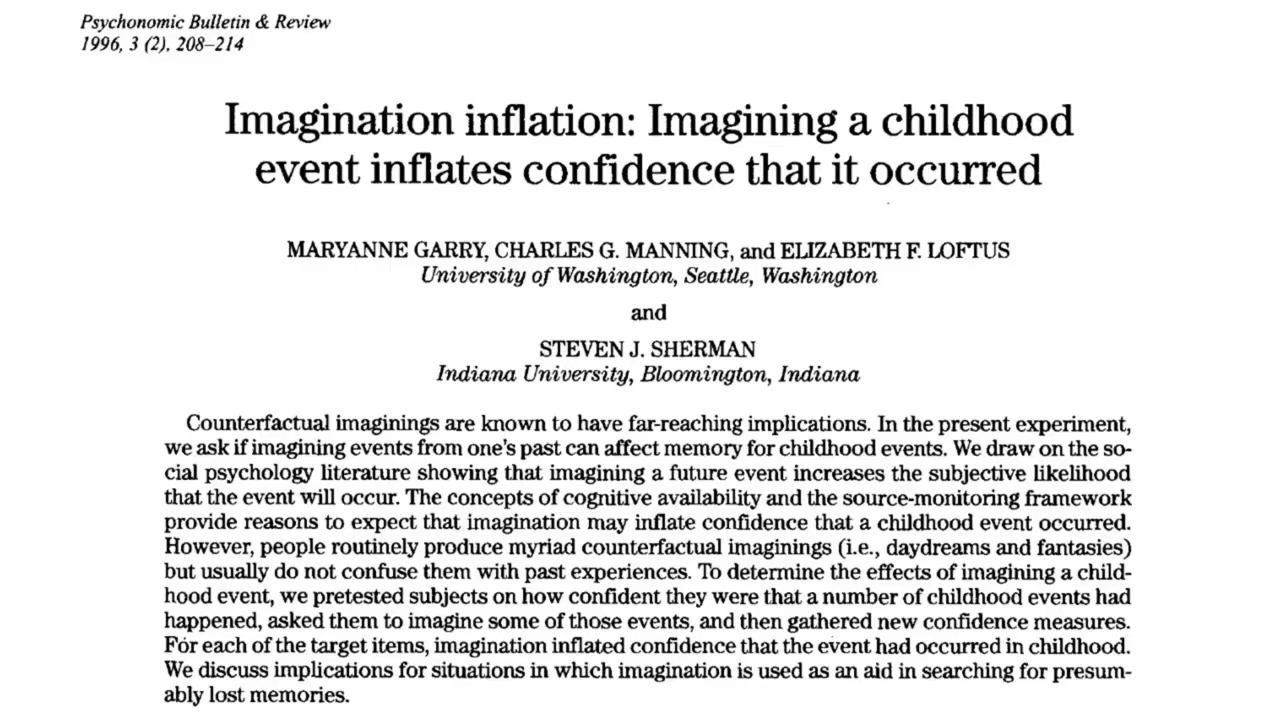 Psychonomic Bulletin & Review
1996, 3 (2), 208–214
Imagination inflation: Imagining a childhood
event inflates confidence that it occurred
MARYANNE GARRY, CHARLES G. MANNING, and ELIZABETH F. LOFTUS
University of Washington, Seattle, Washington
and
STEVEN J. SHERMAN
Indiana University, Bloomington, Indiana
Counterfactual imaginings are known to have far-reaching implications. In the present experiment,
we ask if imagining events from one's past can affect memory for childhood events. We draw on the so-
cial psychology literature showing that imagining a future event increases the subjective likelihood
that the event will occur. The concepts of cognitive availability and the source-monitoring framework
provide reasons to expect that imagination may inflate confidence that a childhood event occurred.
However, people routinely produce myriad counterfactual imaginings (i.e., daydreams and fantasies)
but usually do not confuse them with past experiences. To determine the effects of imagining a child-
hood event, we pretested subjects on how confident they were that a number of childhood events had
happened, asked them to imagine some of those events, and then gathered new confidence measures.
For each of the target items, imagination inflated confidence that the event had occurred in childhood.
We discuss implications for situations in which imagination is used as an aid in searching for presum-
ably lost memories.